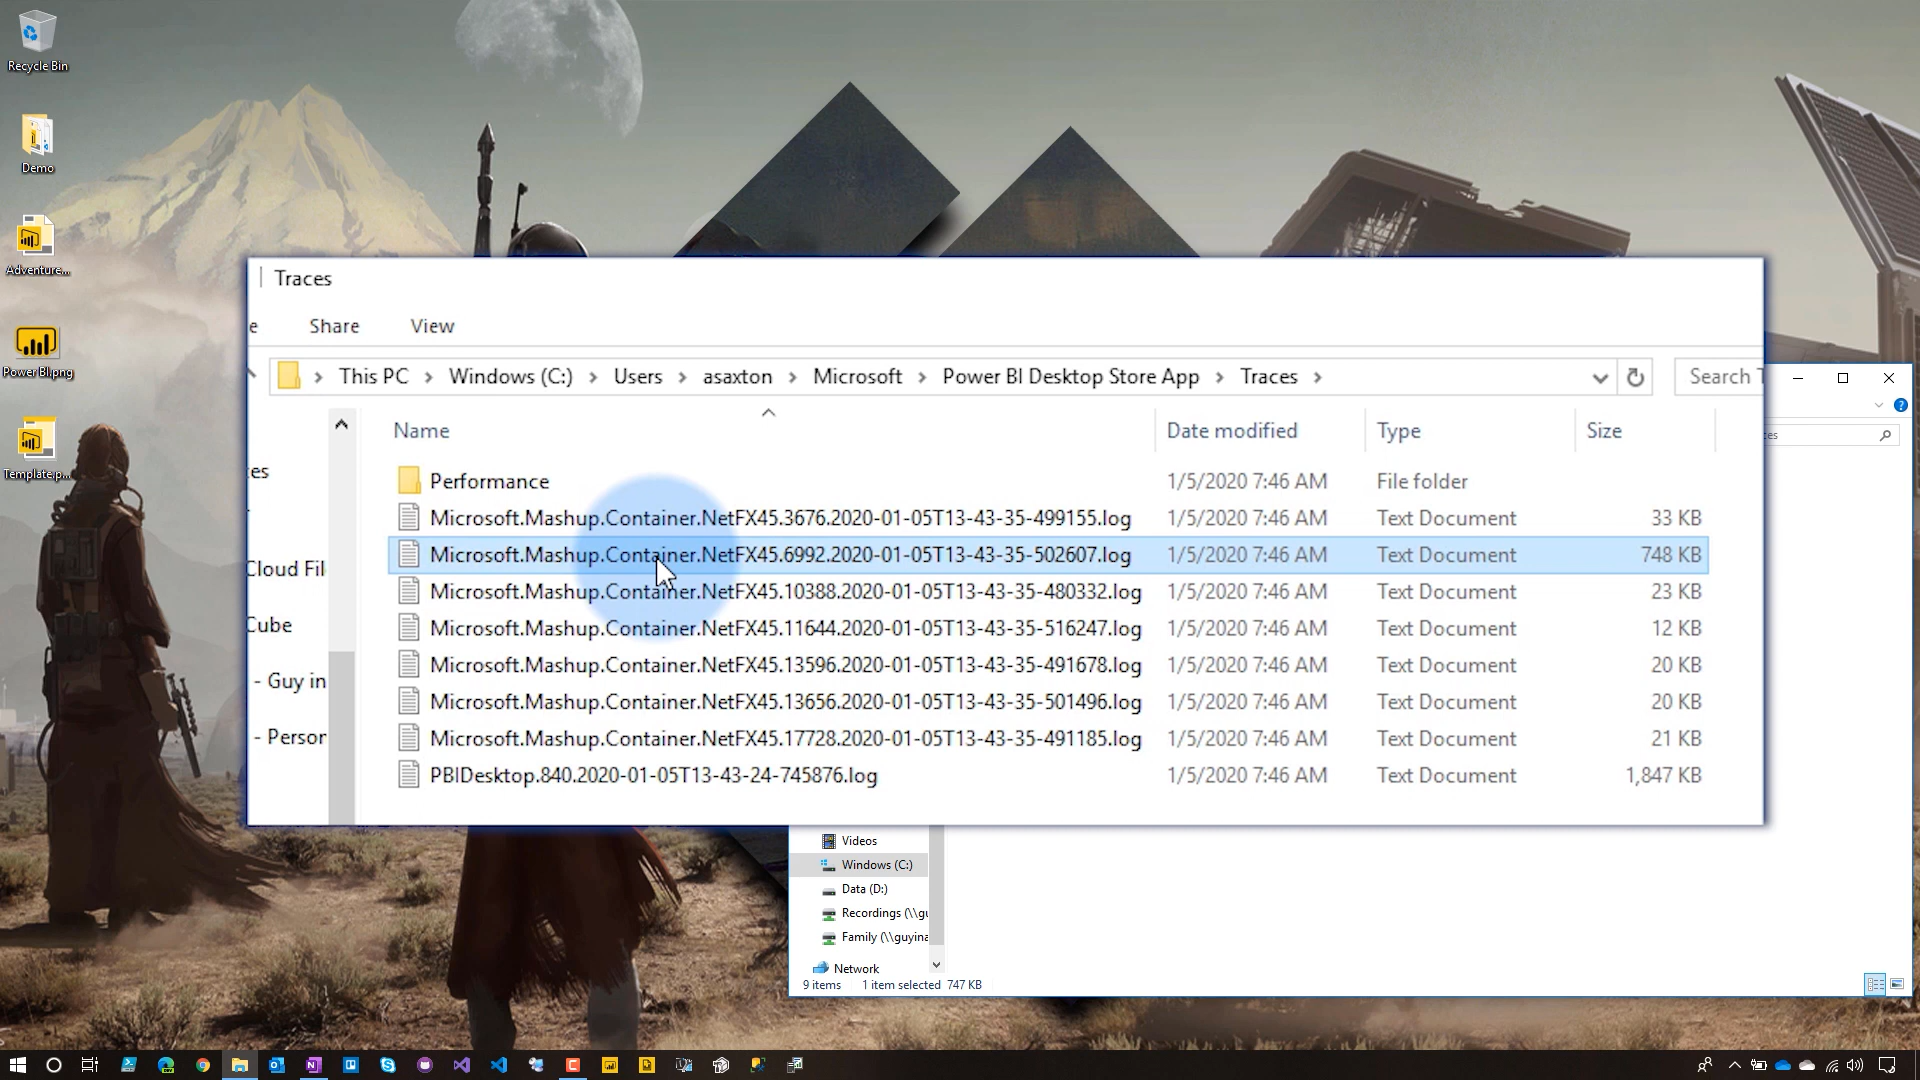 Recycle Bin
Demo
Adventure...
Power BI.png
Template.p...
Traces
e Share View
This PC > Windows (C:) > Users > asaxton > Microsoft > Power BI Desktop Store App > Traces >
Search T
Name Date modified Type Size
Performance 1/5/2020 7:46 AM File folder
Microsoft.Mashup.Container.NetFX45.3676.2020-01-05T13-43-35-499155.log 1/5/2020 7:46 AM Text Document 33 KB
Microsoft.Mashup.Container.NetFX45.6992.2020-01-05T13-43-35-502607.log 1/5/2020 7:46 AM Text Document 748 KB
Microsoft.Mashup.Container.NetFX45.10388.2020-01-05T13-43-35-480332.log 1/5/2020 7:46 AM Text Document 23 KB
Microsoft.Mashup.Container.NetFX45.11644.2020-01-05T13-43-35-516247.log 1/5/2020 7:46 AM Text Document 12 KB
Microsoft.Mashup.Container.NetFX45.13596.2020-01-05T13-43-35-491678.log 1/5/2020 7:46 AM Text Document 20 KB
Microsoft.Mashup.Container.NetFX45.13656.2020-01-05T13-43-35-501496.log 1/5/2020 7:46 AM Text Document 20 KB
Microsoft.Mashup.Container.NetFX45.17728.2020-01-05T13-43-35-491185.log 1/5/2020 7:46 AM Text Document 21 KB
PBIDesktop.840.2020-01-05T13-43-24-745876.log 1/5/2020 7:46 AM Text Document 1,847 KB
es
Cloud Fil
Cube
- Guy in
- Person
Videos
Windows (C:)
Data (D:)
Recordings (\\gu
Family (\\guyina
Network
9 items 1 item selected 747 KB